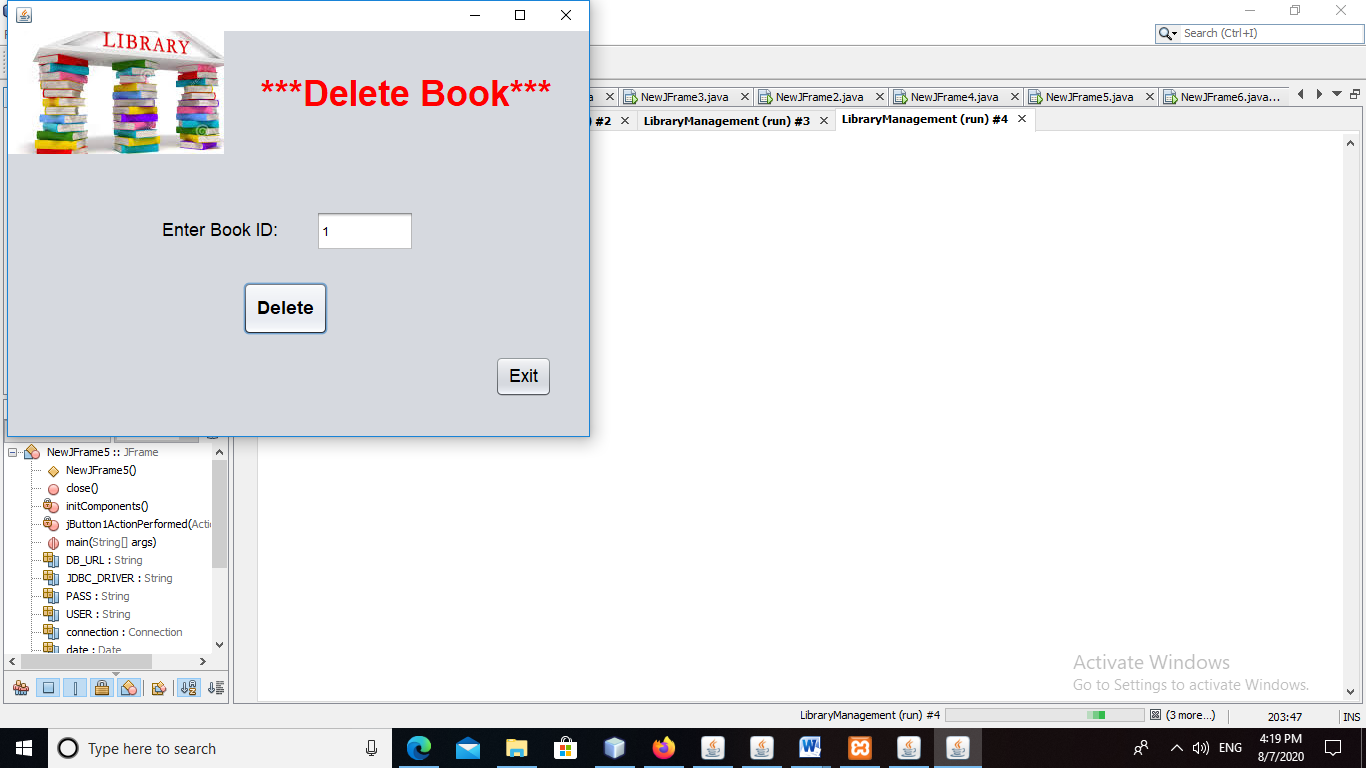 LIBRARY
***Delete Book***
Enter Book ID:
1
Delete
Exit
Search (Ctrl+I)
NewJFrame3.java
NewJFrame2.java
NewJFrame4.java
NewJFrame5.java
NewJFrame6.java...
) #2
LibraryManagement (run) #3
LibraryManagement (run) #4
NewJFrame5 :: JFrame
NewJFrame5()
close()
initComponents()
jButton1ActionPerformed(Acti
main(String[] args)
DB_URL : String
JDBC_DRIVER : String
PASS : String
USER : String
connection : Connection
date : Date
Activate Windows
Go to Settings to activate Windows.
LibraryManagement (run) #4
(3 more...)
203:47
INS
Type here to search
ENG
4:19 PM
8/7/2020